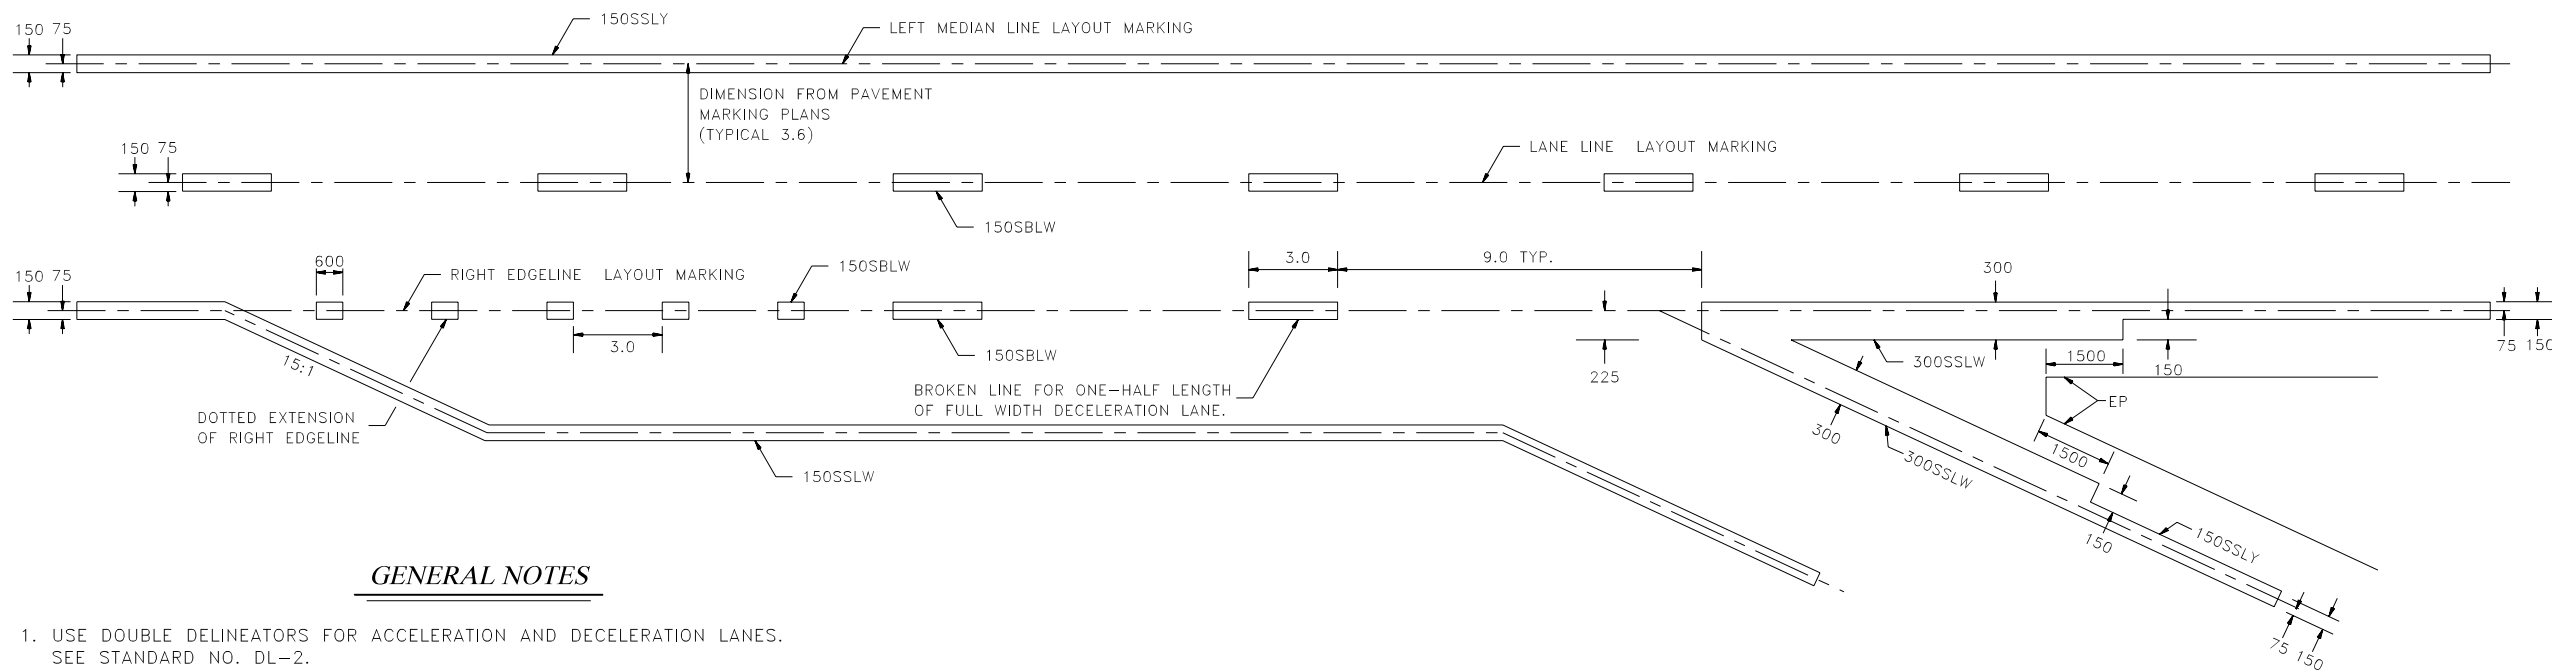 150SSLY
LEFT MEDIAN LINE LAYOUT MARKING
150 75
DIMENSION FROM PAVEMENT
MARKING PLANS
(TYPICAL 3.6)
150 75
LANE LINE LAYOUT MARKING
150SBLW
150 75
600
RIGHT EDGELINE LAYOUT MARKING
150SBLW
3.0
9.0 TYP.
300
75 150
3.0
150SBLW
15:1
225
300SSLW
1500
150
BROKEN LINE FOR ONE-HALF LENGTH
OF FULL WIDTH DECELERATION LANE.
EP
DOTTED EXTENSION
OF RIGHT EDGELINE
300
1500
300SSLW
150SSLW
150
150SSLY
75 150
GENERAL NOTES
1. USE DOUBLE DELINEATORS FOR ACCELERATION AND DECELERATION LANES.
SEE STANDARD NO. DL-2.